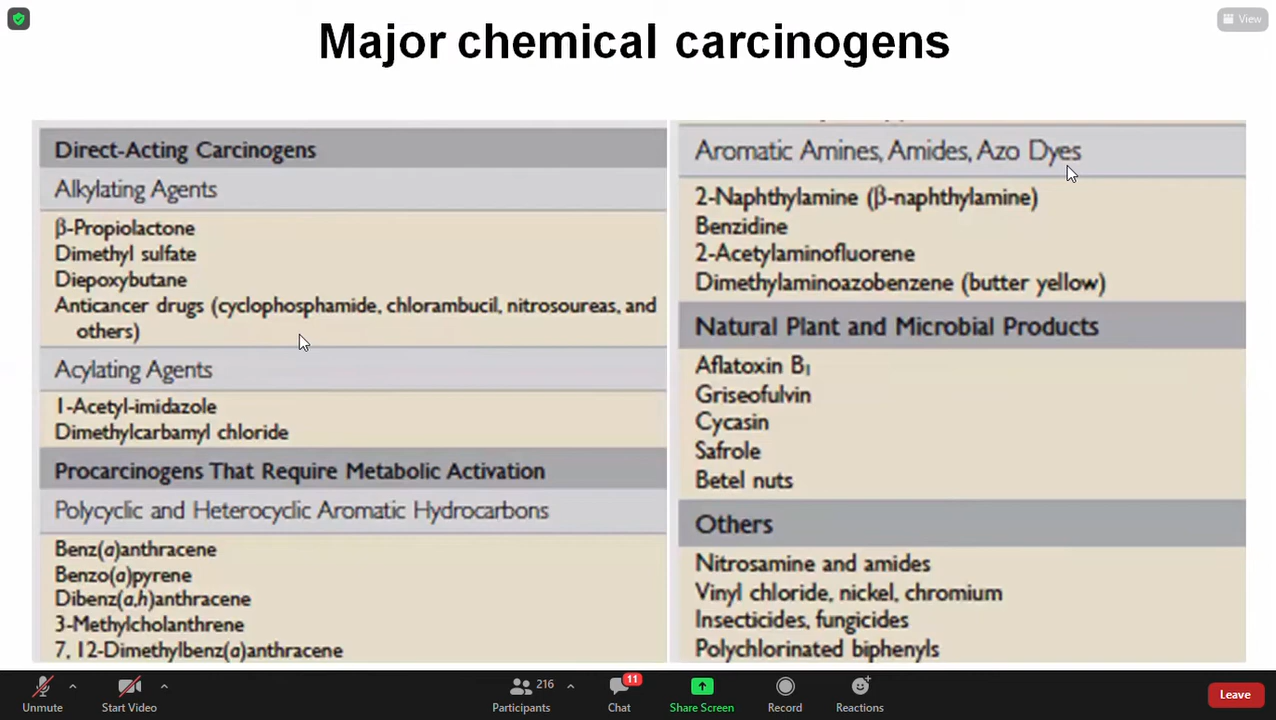 View
Major chemical carcinogens
Direct-Acting Carcinogens
Alkylating Agents
β-Propiolactone
Dimethyl sulfate
Diepoxybutane
Anticancer drugs (cyclophosphamide, chlorambucil, nitrosoureas, and
others)
Acylating Agents
1-Acetyl-imidazole
Dimethylcarbamyl chloride
Procarcinogens That Require Metabolic Activation
Polycyclic and Heterocyclic Aromatic Hydrocarbons
Benz(a)anthracene
Benzo(a)pyrene
Dibenz(a,h)anthracene
3-Methylcholanthrene
7, 12-Dimethylbenz(a)anthracene
Aromatic Amines, Amides, Azo Dyes
2-Naphthylamine (β-naphthylamine)
Benzidine
2-Acetylaminofluorene
Dimethylaminoazobenzene (butter yellow)
Natural Plant and Microbial Products
Aflatoxin B₁
Griseofulvin
Cycasin
Safrole
Betel nuts
Others
Nitrosamine and amides
Vinyl chloride, nickel, chromium
Insecticides, fungicides
Polychlorinated biphenyls
Unmute
Start Video
216
Participants
11
Chat
Share Screen
Record
Reactions
Leave